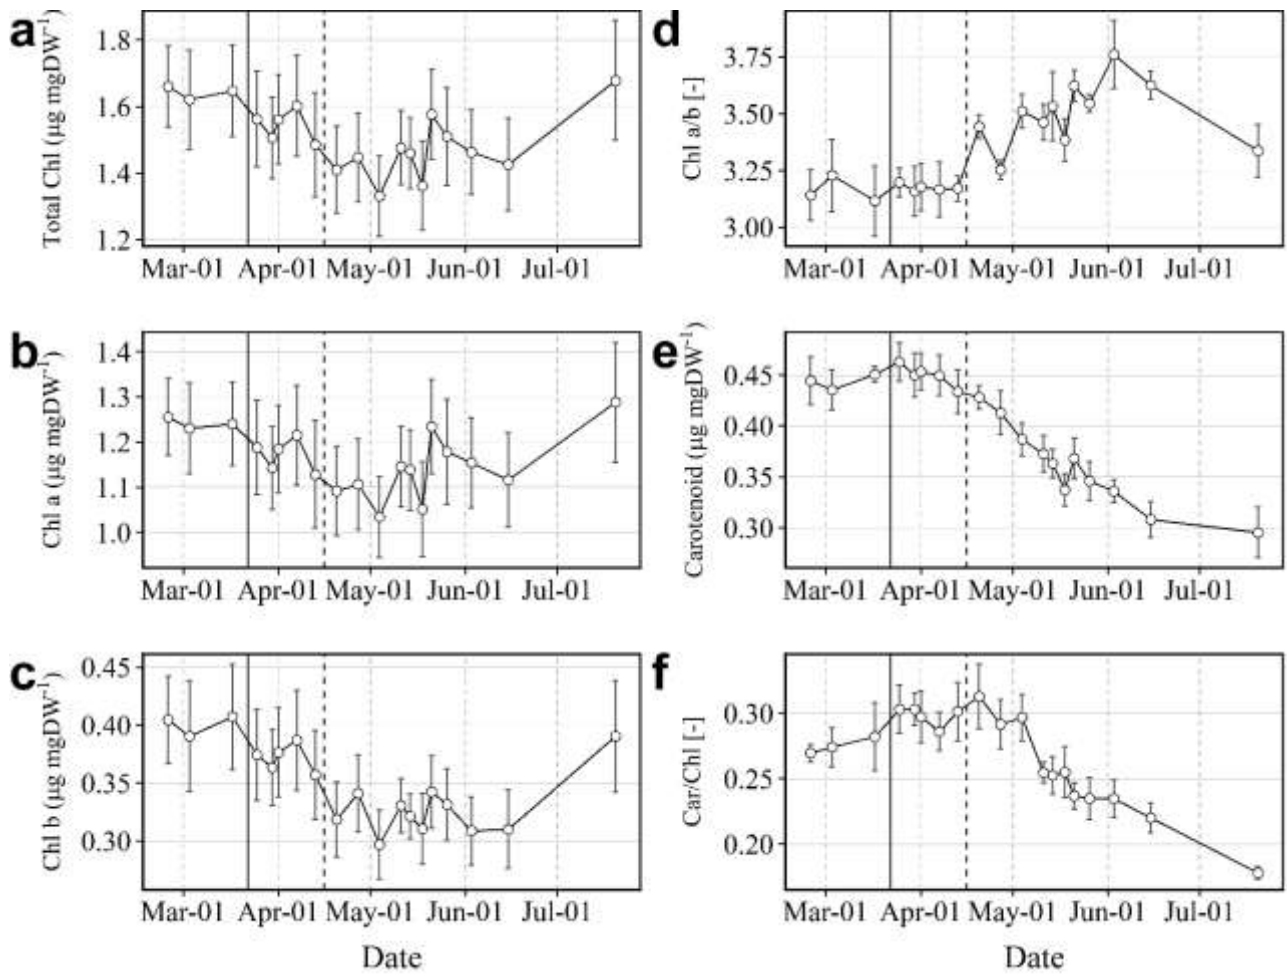 a
Total Chl (µg mgDW⁻¹)
1.8
1.6
1.4
1.2
Mar-01 Apr-01 May-01 Jun-01 Jul-01
d
Chl a/b [-]
3.75
3.50
3.25
3.00
Mar-01 Apr-01 May-01 Jun-01 Jul-01
b
Chl a (µg mgDW⁻¹)
1.4
1.3
1.2
1.1
1.0
Mar-01 Apr-01 May-01 Jun-01 Jul-01
e
Carotenoid (µg mgDW⁻¹)
0.45
0.40
0.35
0.30
Mar-01 Apr-01 May-01 Jun-01 Jul-01
c
Chl b (µg mgDW⁻¹)
0.45
0.40
0.35
0.30
Mar-01 Apr-01 May-01 Jun-01 Jul-01
Date
f
Car/Chl [-]
0.30
0.25
0.20
Mar-01 Apr-01 May-01 Jun-01 Jul-01
Date